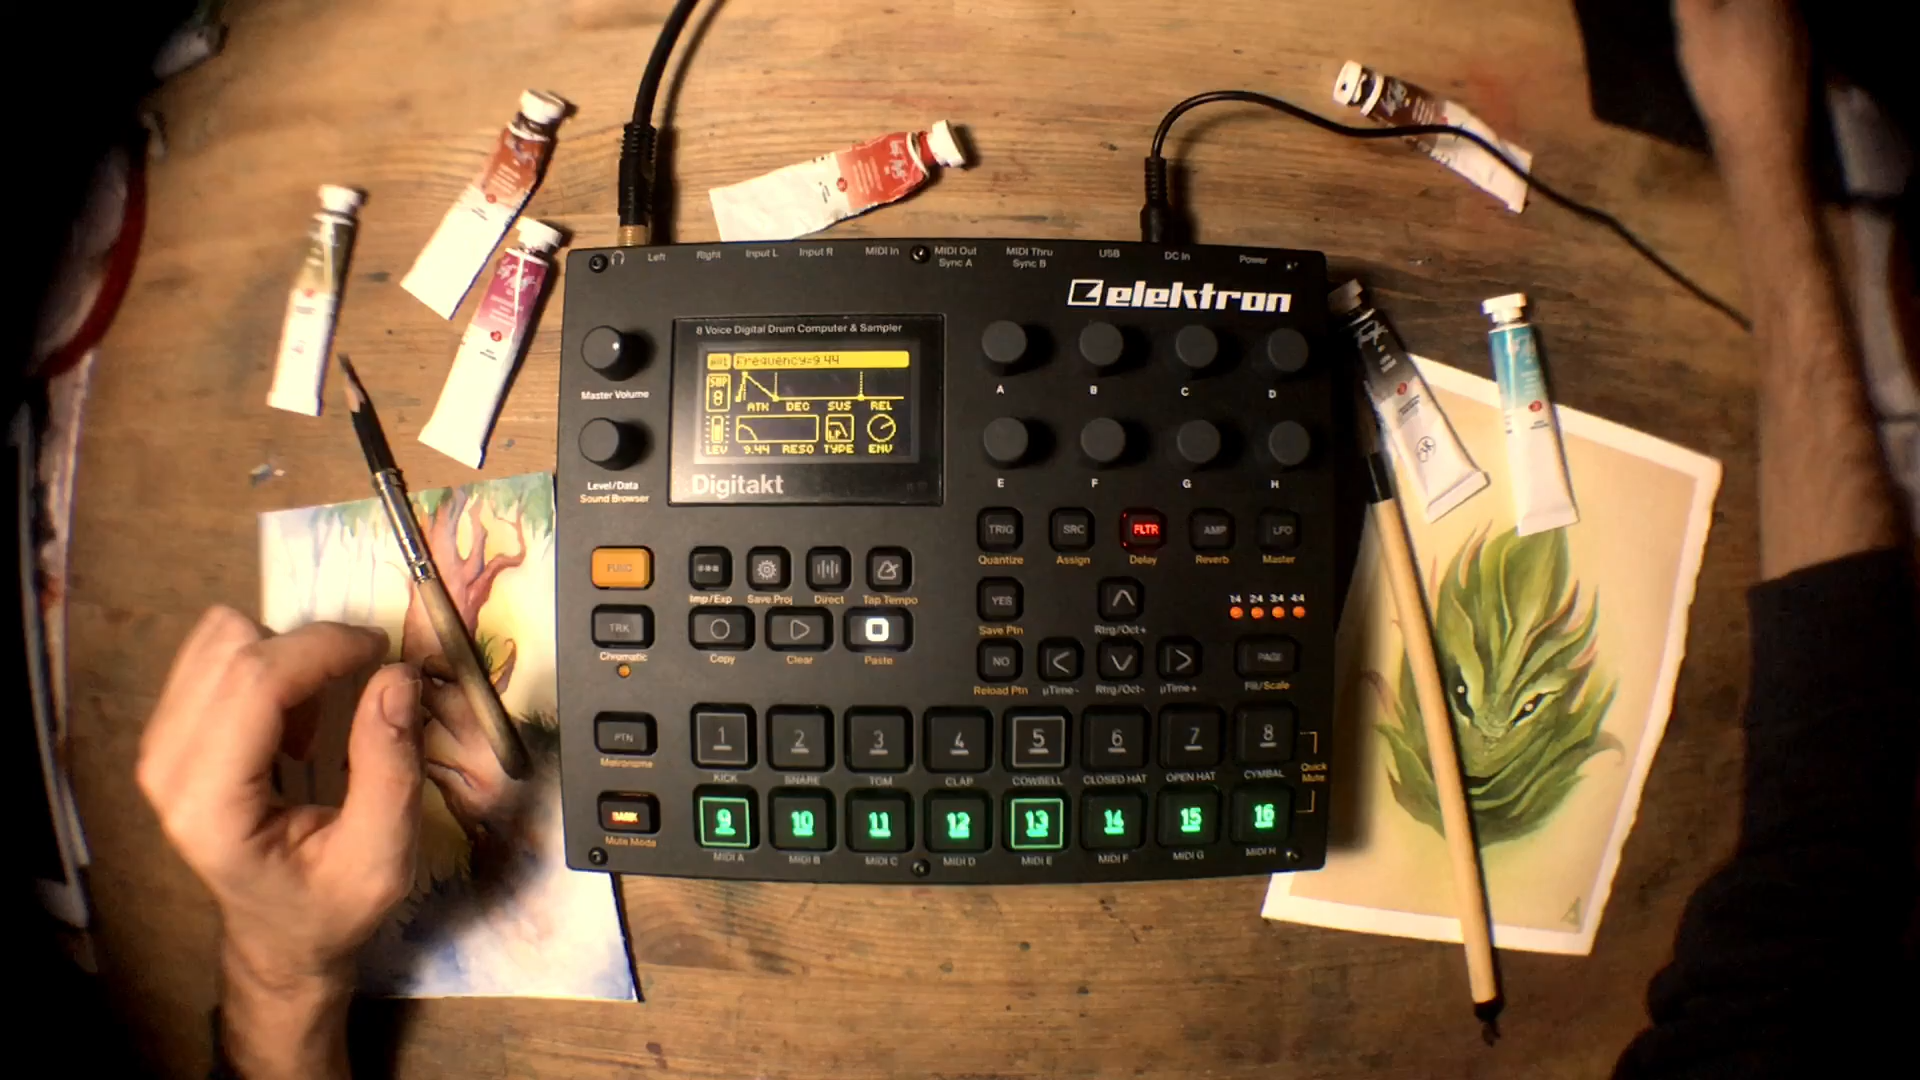 Left Right Input L Input R MIDI In MIDI Out Sync A MIDI Thru Sync B USB DC In Power
elektron
8 Voice Digital Drum Computer & Sampler
Frequency=9.44
8
ATK DEC SUS REL
LP
LEV 9.44 RESO TYPE ENV
Digitakt
Master Volume
Level/Data
Sound Browser
A B C D
E F G H
TRIG SRC FLTR AMP LFO
Quantize Assign Delay Reverb Master
FUNC
Imp/Exp Save Proj Direct Tap Tempo
YES
1:4 2:4 3:4 4:4
Save Ptn Rtrg/Oct+
TRK
Copy Clear Paste
Chromatic
NO PAGE
Reload Ptn µTime- Rtrg/Oct- µTime+ Fill/Scale
PTN
Metronome
1 2 3 4 5 6 7 8
KICK SNARE TOM CLAP COWBELL CLOSED HAT OPEN HAT CYMBAL
Quick
Mute
BANK
Mute Mode
9 10 11 12 13 14 15 16
MIDI A MIDI B MIDI C MIDI D MIDI E MIDI F MIDI G MIDI H